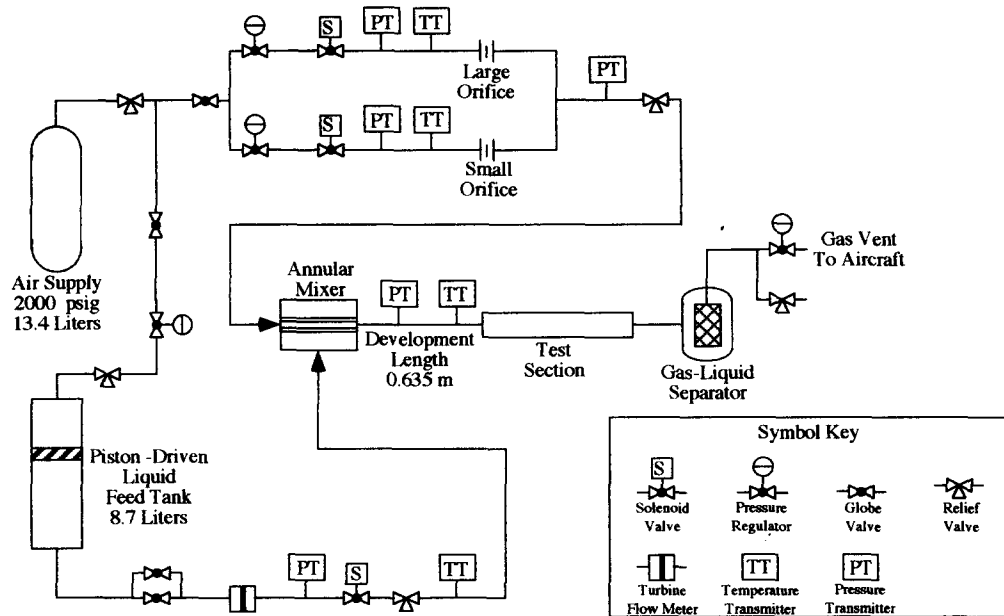 S
PT
TT
Large
Orifice
PT
S
PT
TT
Small
Orifice
Air Supply
2000 psig
13.4 Liters
Annular
Mixer
PT
TT
Development
Length
0.635 m
Test
Section
Gas Vent
To Aircraft
Gas-Liquid
Separator
Piston -Driven
Liquid
Feed Tank
8.7 Liters
PT
S
TT
Symbol Key
S
Solenoid
Valve
Pressure
Regulator
Globe
Valve
Relief
Valve
Turbine
Flow Meter
TT
Temperature
Transmitter
PT
Pressure
Transmitter